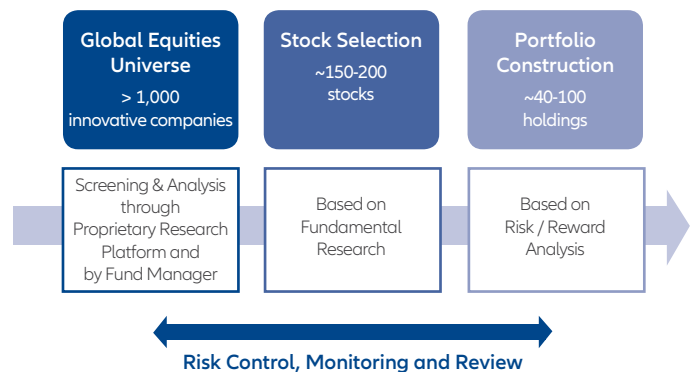 Global Equities
Universe
> 1,000
innovative companies
Stock Selection
~150-200
stocks
Portfolio
Construction
~40-100
holdings
Screening & Analysis
through
Proprietary Research
Platform and
by Fund Manager
Based on
Fundamental
Research
Based on
Risk / Reward
Analysis
Risk Control, Monitoring and Review